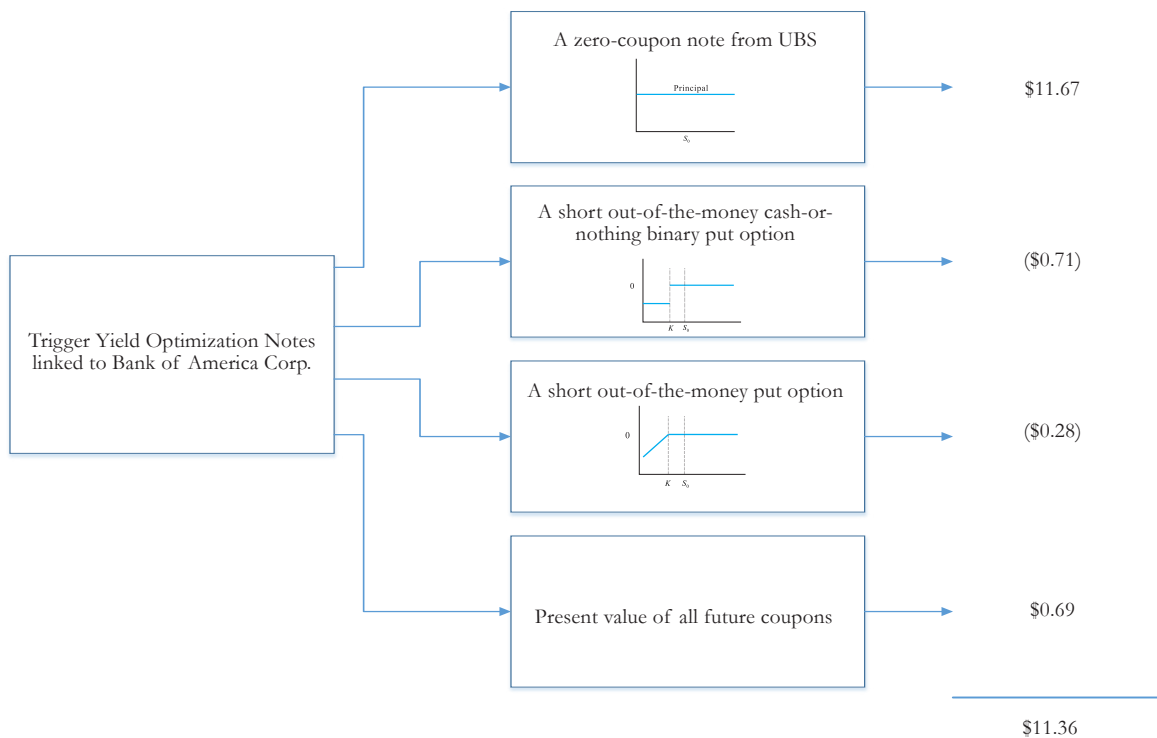 A zero-coupon note from UBS
Principal
S₀
$11.67
A short out-of-the-money cash-or-
nothing binary put option
0
K
S₀
($0.71)
Trigger Yield Optimization Notes
linked to Bank of America Corp.
A short out-of-the-money put option
0
K
S₀
($0.28)
Present value of all future coupons
$0.69
$11.36